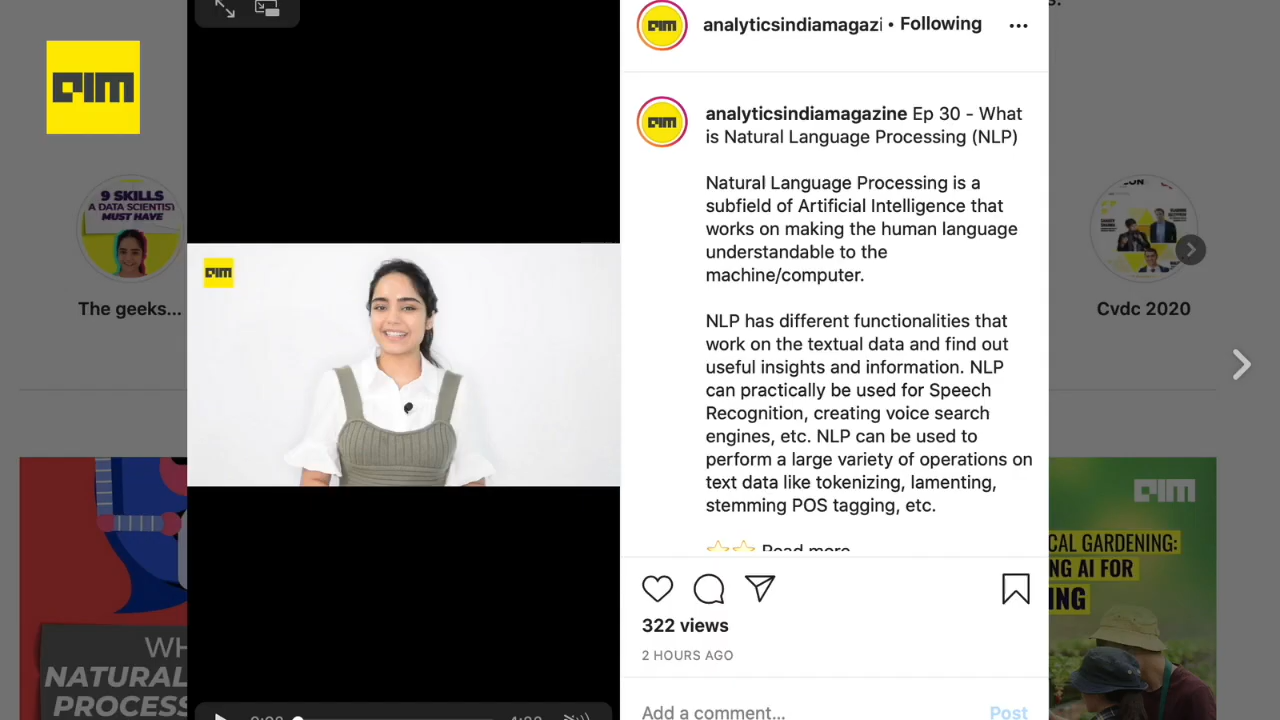 AIM
analyticsindiamagazi • Following
AIM
AIM
analyticsindiamagazine Ep 30 - What
is Natural Language Processing (NLP)
Natural Language Processing is a
subfield of Artificial Intelligence that
works on making the human language
understandable to the
machine/computer.
NLP has different functionalities that
work on the textual data and find out
useful insights and information. NLP
can practically be used for Speech
Recognition, creating voice search
engines, etc. NLP can be used to
perform a large variety of operations on
text data like tokenizing, lamenting,
stemming POS tagging, etc.
Read more
322 views
2 HOURS AGO
Add a comment... Post
9 SKILLS
A DATA SCIENTIST
MUST HAVE
The geeks...
AIM
Cvdc 2020
WH
NATURAL
PROCESS
AIM
CAL GARDENING:
NG AI FOR
ING